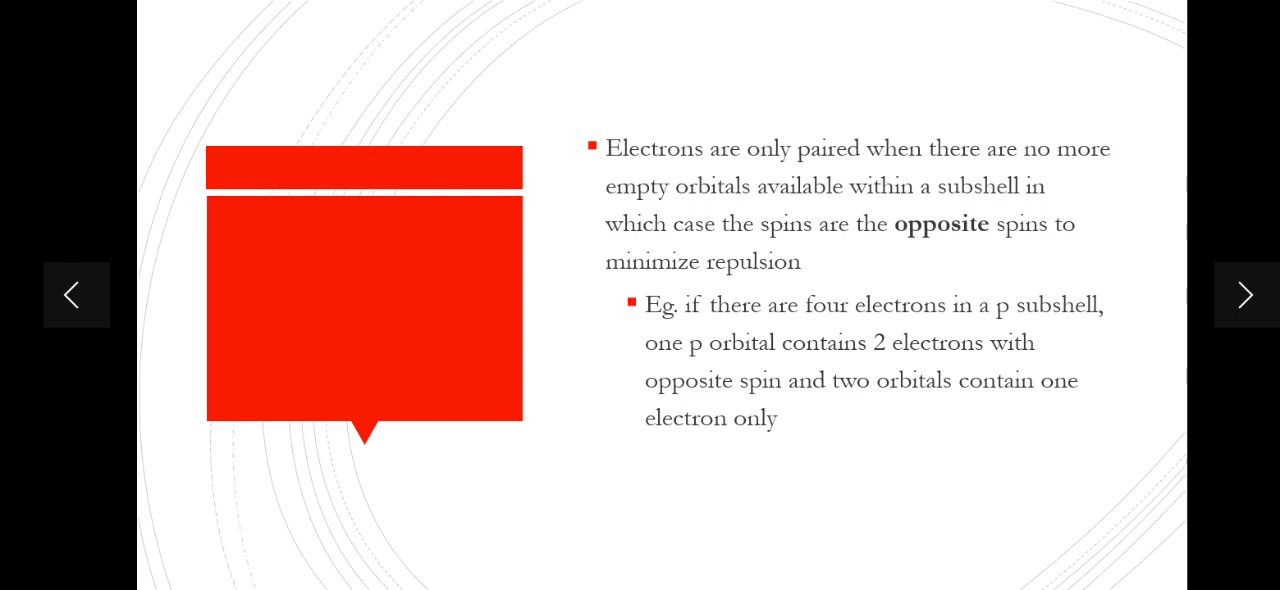 Electrons are only paired when there are no more
empty orbitals available within a subshell in
which case the spins are the opposite spins to
minimize repulsion
Eg. if there are four electrons in a p subshell,
one p orbital contains 2 electrons with
opposite spin and two orbitals contain one
electron only